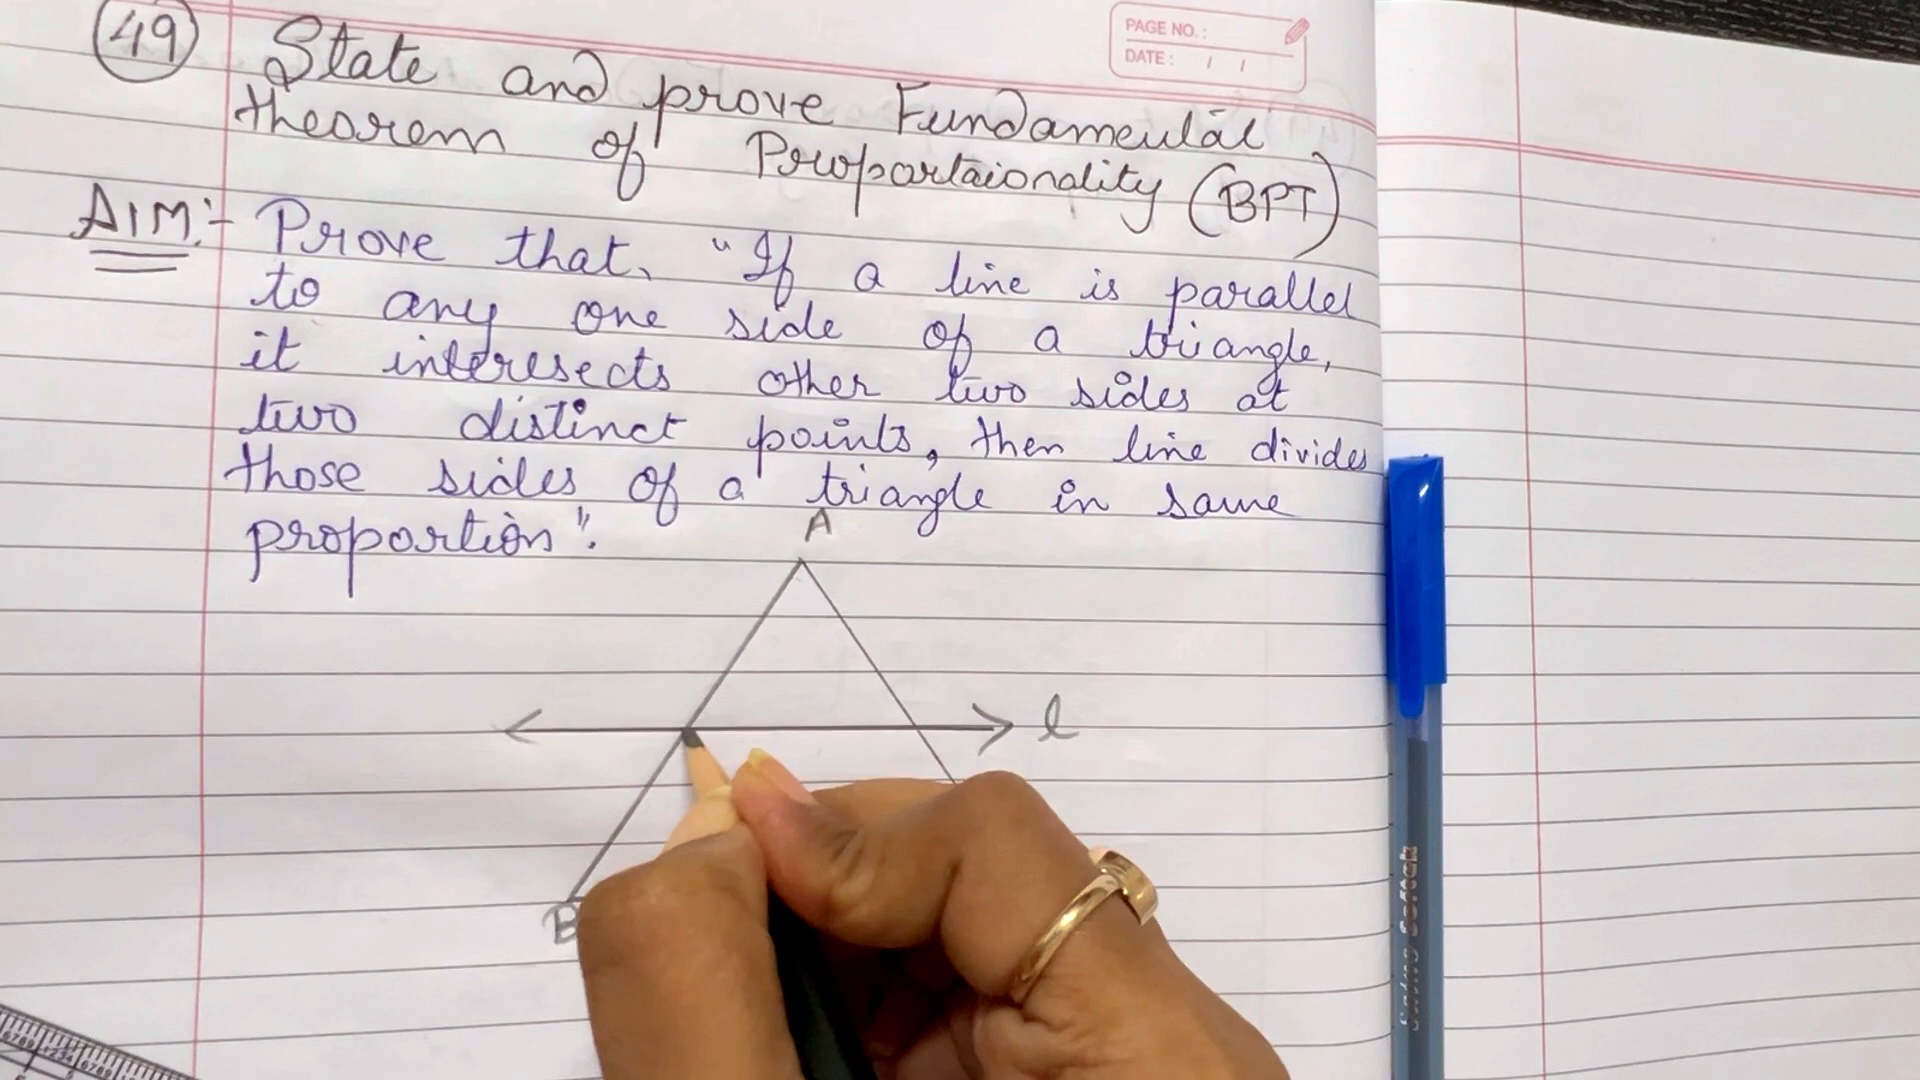 PAGE NO.:
DATE: / /
49 State and prove Fundamental
theorem of Propartaionality (BPT)
AIM:- Prove that, "If a line is parallel
to any one side of a triangle,
it interesects other two sides at
two distinct points, then line divides
those sides of a triangle in same
proportion".
A
l
B